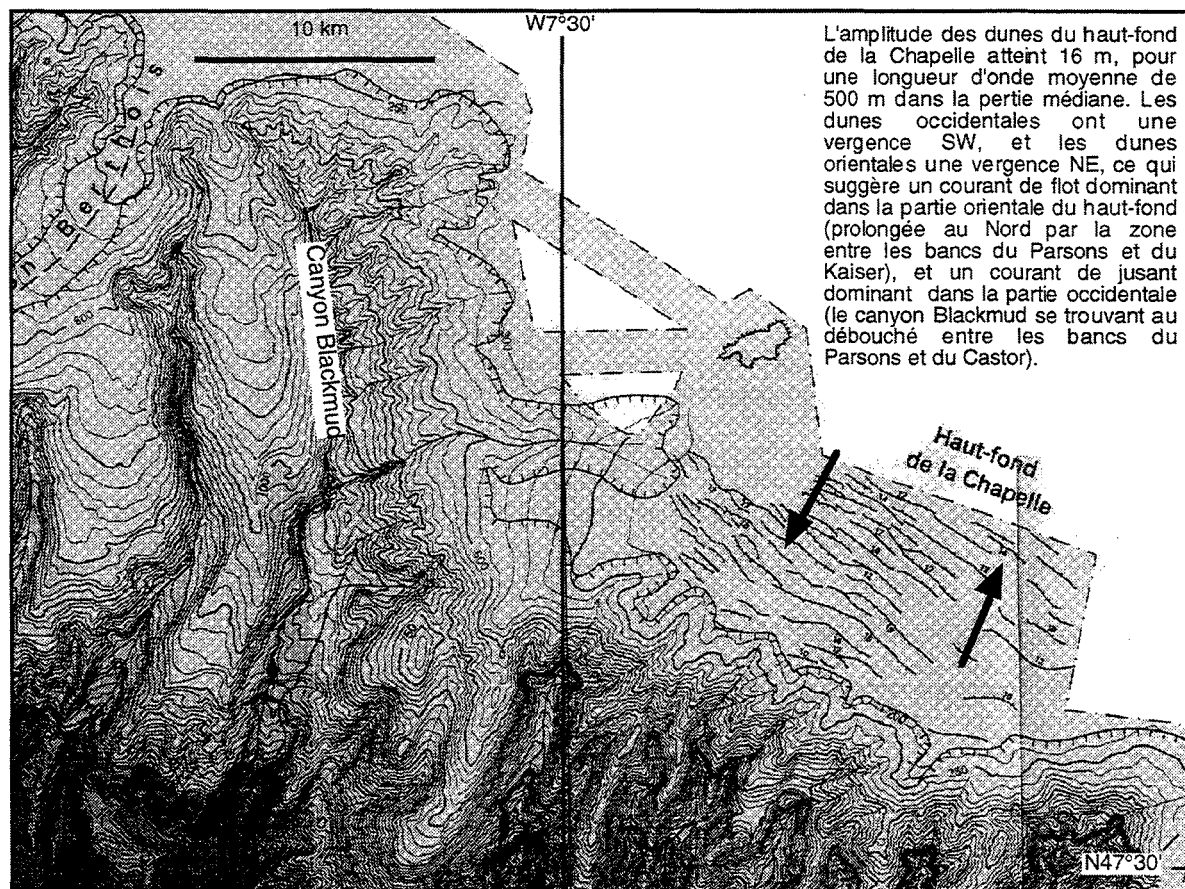 10 km
W7°30'
L'amplitude des dunes du haut-fond
de la Chapelle atteint 16 m, pour
une longueur d'onde moyenne de
500 m dans la pertie médiane. Les
dunes occidentales ont une
vergence SW, et les dunes
orientales une vergence NE, ce qui
suggère un courant de flot dominant
dans la partie orientale du haut-fond
(prolongée au Nord par la zone
entre les bancs du Parsons et du
Kaiser), et un courant de jusant
dominant dans la partie occidentale
(le canyon Blackmud se trouvant au
débouché entre les bancs du
Parsons et du Castor).
Berthois
Canyon Blackmud
Haut-fond
de la Chapelle
N47°30'